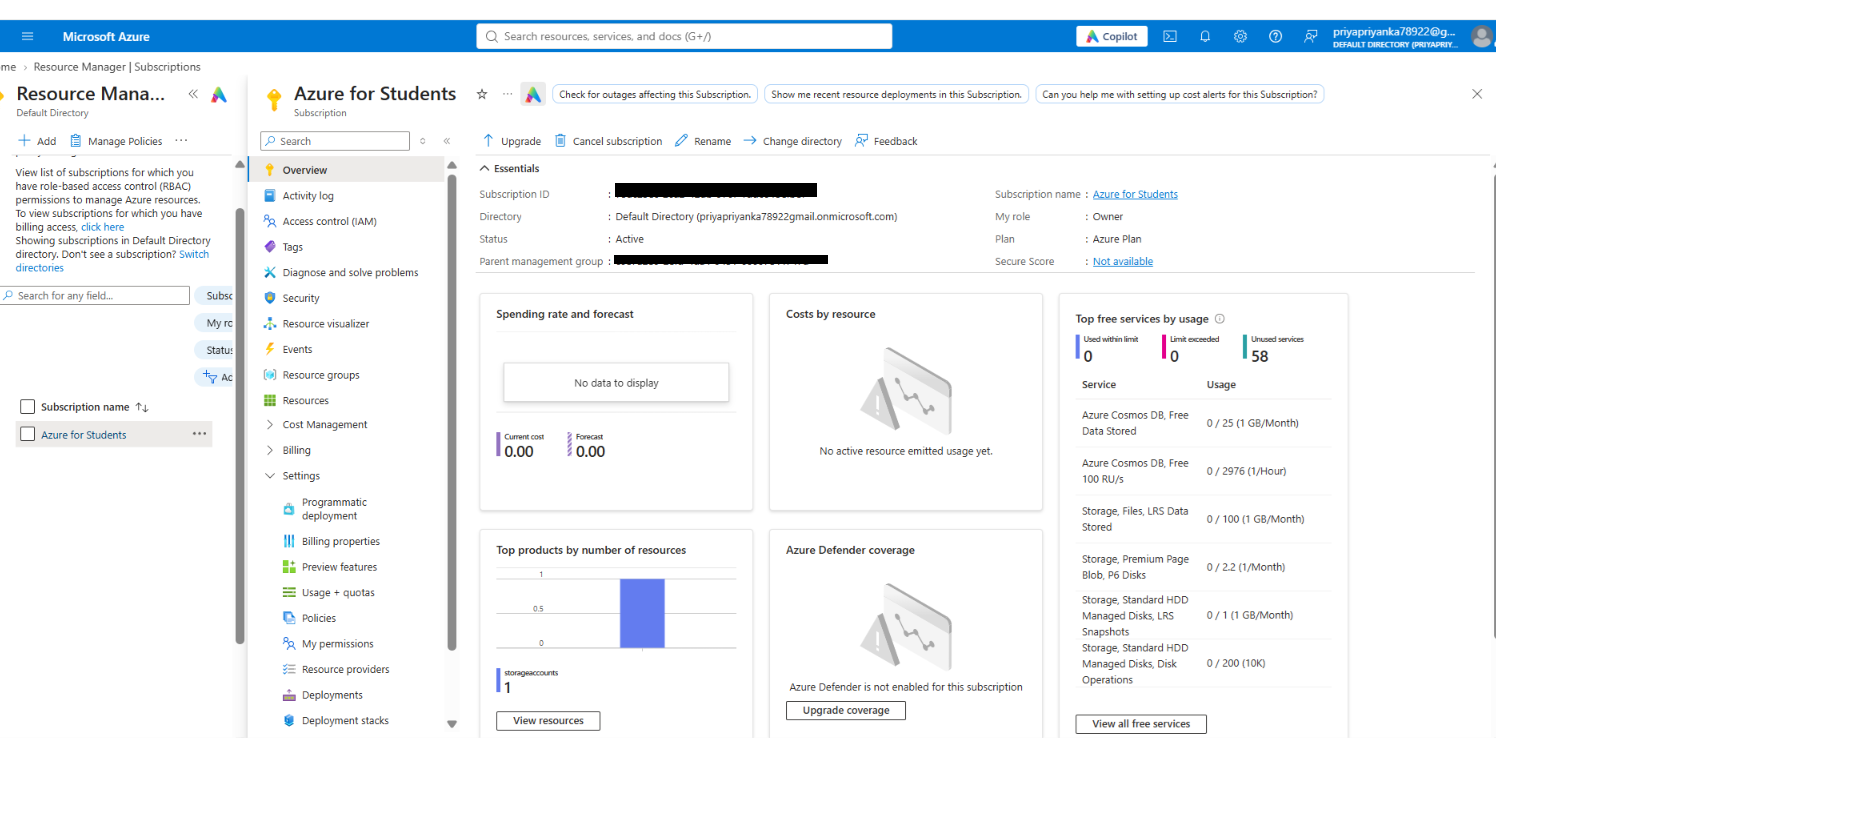 Microsoft Azure
Search resources, services, and docs (G+/)
Copilot
priyapriyanka78922@g...
DEFAULT DIRECTORY (PRIYAPRIY...
ome > Resource Manager | Subscriptions
Resource Mana...
Default Directory
Add
Manage Policies
View list of subscriptions for which you
have role-based access control (RBAC)
permissions to manage Azure resources.
To view subscriptions for which you have
billing access, click here
Showing subscriptions in Default Directory
directory. Don't see a subscription? Switch
directories
Search for any field...
Subsc
My ro
Status
Ac
Subscription name
Azure for Students
Azure for Students
Subscription
Check for outages affecting this Subscription.
Show me recent resource deployments in this Subscription.
Can you help me with setting up cost alerts for this Subscription?
Search
Overview
Activity log
Access control (IAM)
Tags
Diagnose and solve problems
Security
Resource visualizer
Events
Resource groups
Resources
Cost Management
Billing
Settings
Programmatic
deployment
Billing properties
Preview features
Usage + quotas
Policies
My permissions
Resource providers
Deployments
Deployment stacks
Upgrade
Cancel subscription
Rename
Change directory
Feedback
Essentials
Subscription ID :
Directory : Default Directory (priyapriyanka78922gmail.onmicrosoft.com)
Status : Active
Parent management group :
Subscription name : Azure for Students
My role : Owner
Plan : Azure Plan
Secure Score : Not available
Spending rate and forecast
No data to display
Current cost
0.00
Forecast
0.00
Costs by resource
No active resource emitted usage yet.
Top free services by usage
Used within limit
0
Limit exceeded
0
Unused services
58
Service Usage
Azure Cosmos DB, Free
Data Stored
0 / 25 (1 GB/Month)
Azure Cosmos DB, Free
100 RU/s
0 / 2976 (1/Hour)
Storage, Files, LRS Data
Stored
0 / 100 (1 GB/Month)
Storage, Premium Page
Blob, P6 Disks
0 / 2.2 (1/Month)
Storage, Standard HDD
Managed Disks, LRS
Snapshots
0 / 1 (1 GB/Month)
Storage, Standard HDD
Managed Disks, Disk
Operations
0 / 200 (10K)
View all free services
Top products by number of resources
1
0.5
0
storageaccounts
1
View resources
Azure Defender coverage
Azure Defender is not enabled for this subscription
Upgrade coverage